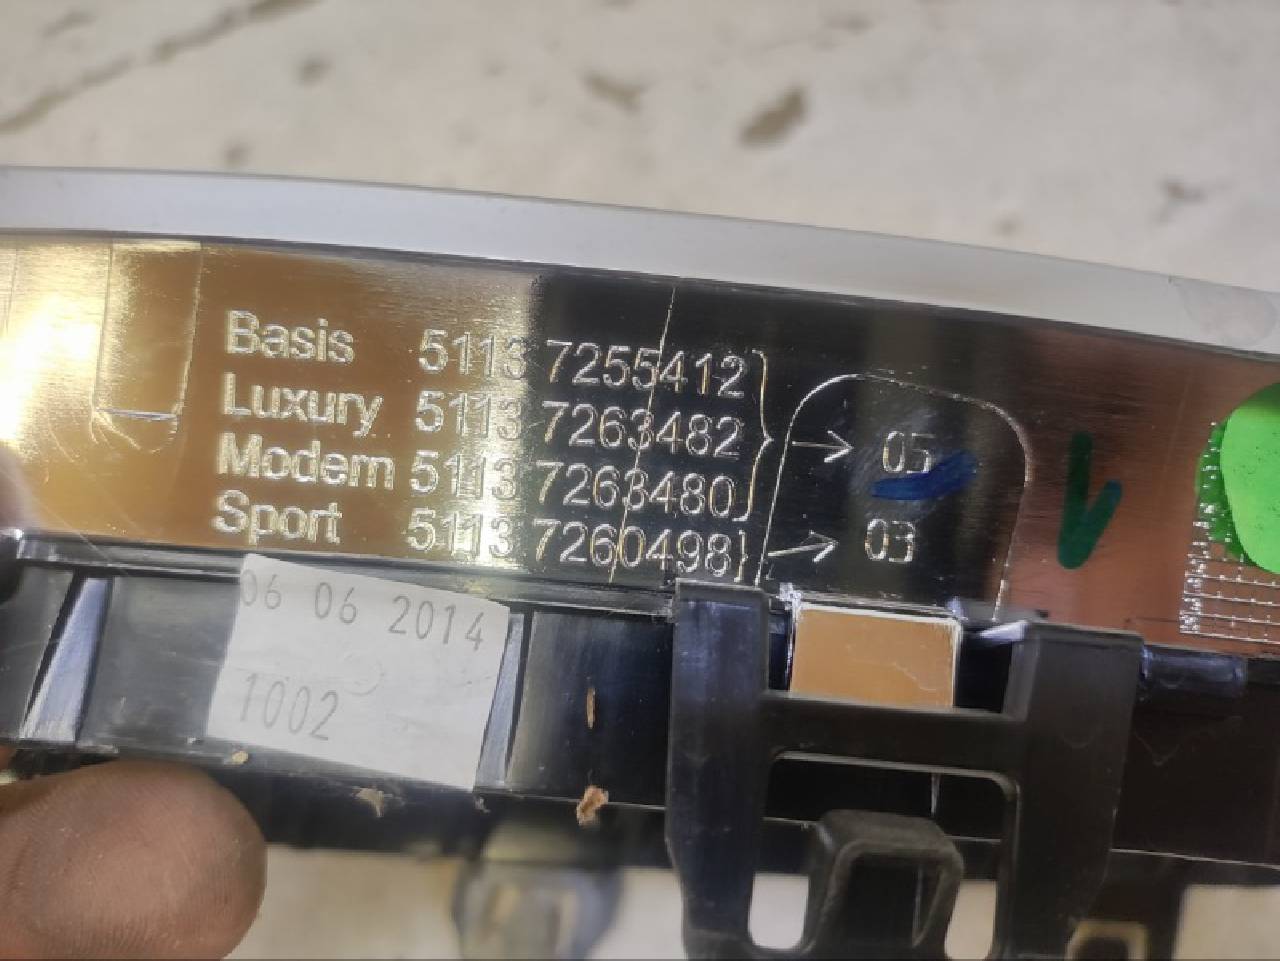 Basis 5113 7255412
Luxury 5113 7263482
Modern 5113 7263480
Sport 5113 7260498
→ 05
→ 03
06 06 2014
1002